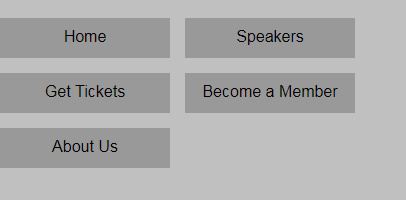 Home
Speakers
Get Tickets
Become a Member
About Us